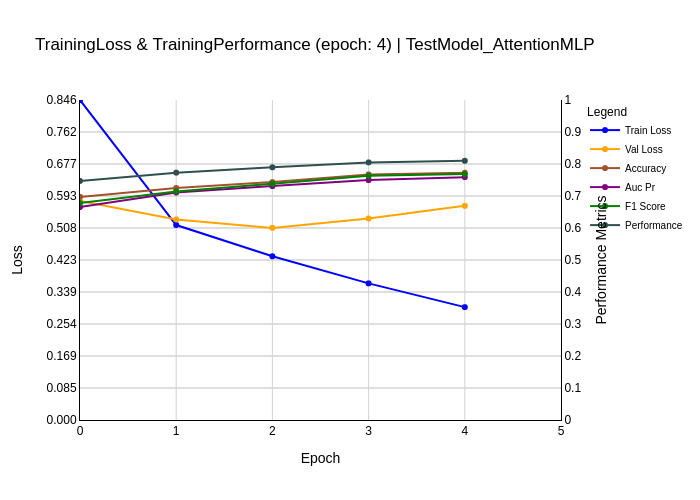 TrainingLoss & TrainingPerformance (epoch: 4) | TestModel_AttentionMLP
Legend
Train Loss
Val Loss
Accuracy
Auc Pr
F1 Score
Performance
Loss
0.846
0.762
0.677
0.593
0.508
0.423
0.339
0.254
0.169
0.085
0.000
1
0.9
0.8
0.7
0.6
0.5
0.4
0.3
0.2
0.1
0
Performance Metrics
0 1 2 3 4 5
Epoch